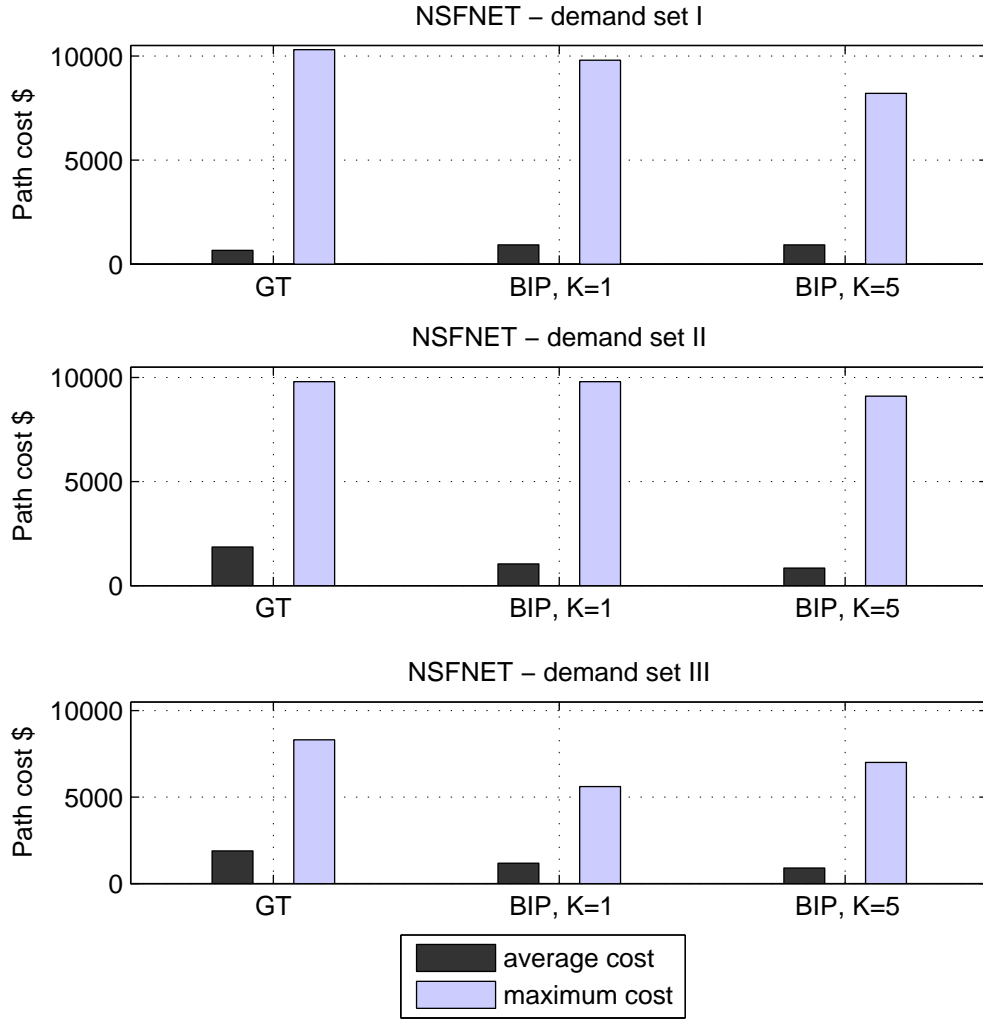 NSFNET – demand set I
Path cost $
10000
5000
0
GT
BIP, K=1
BIP, K=5
NSFNET – demand set II
Path cost $
10000
5000
0
GT
BIP, K=1
BIP, K=5
NSFNET – demand set III
Path cost $
10000
5000
0
GT
BIP, K=1
BIP, K=5
average cost
maximum cost